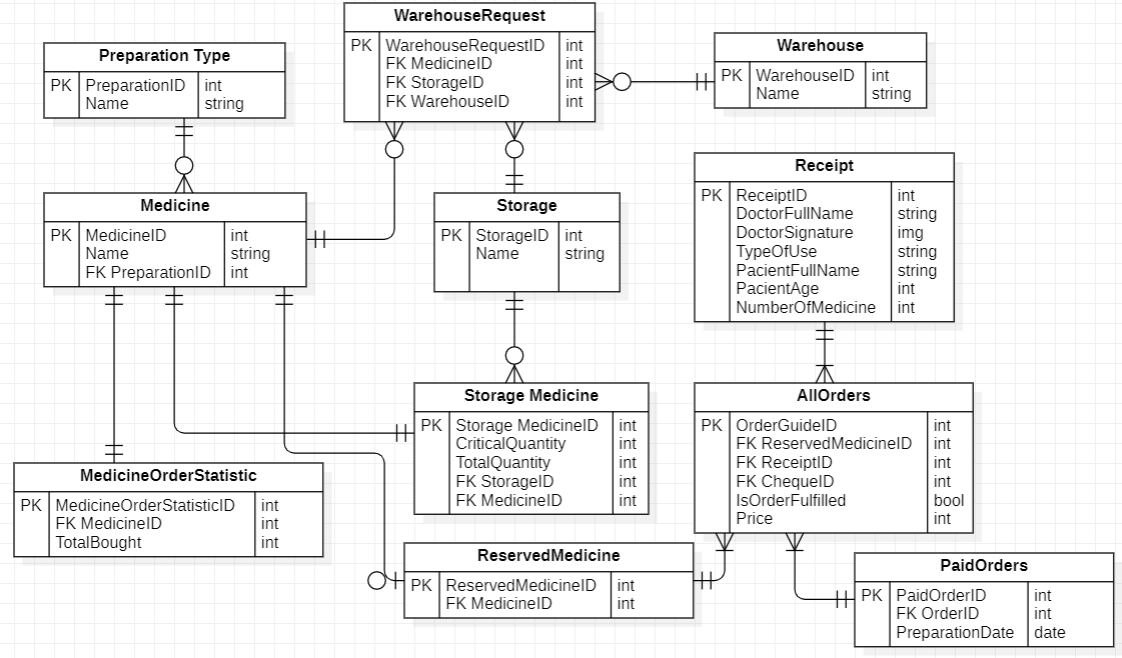 WarehouseRequest
PK WarehouseRequestID int
FK MedicineID int
FK StorageID int
FK WarehouseID int
Warehouse
PK WarehouseID int
Name string
Preparation Type
PK PreparationID int
Name string
Receipt
PK ReceiptID int
DoctorFullName string
DoctorSignature img
TypeOfUse string
PacientFullName string
PacientAge int
NumberOfMedicine int
Medicine
PK MedicineID int
Name string
FK PreparationID int
Storage
PK StorageID int
Name string
Storage Medicine
PK Storage MedicineID int
CriticalQuantity int
TotalQuantity int
FK StorageID int
FK MedicineID int
AllOrders
PK OrderGuideID int
FK ReservedMedicineID int
FK ReceiptID int
FK ChequeID int
IsOrderFulfilled bool
Price int
MedicineOrderStatistic
PK MedicineOrderStatisticID int
FK MedicineID int
TotalBought int
ReservedMedicine
PK ReservedMedicineID int
FK MedicineID int
PaidOrders
PK PaidOrderID int
FK OrderID int
PreparationDate date